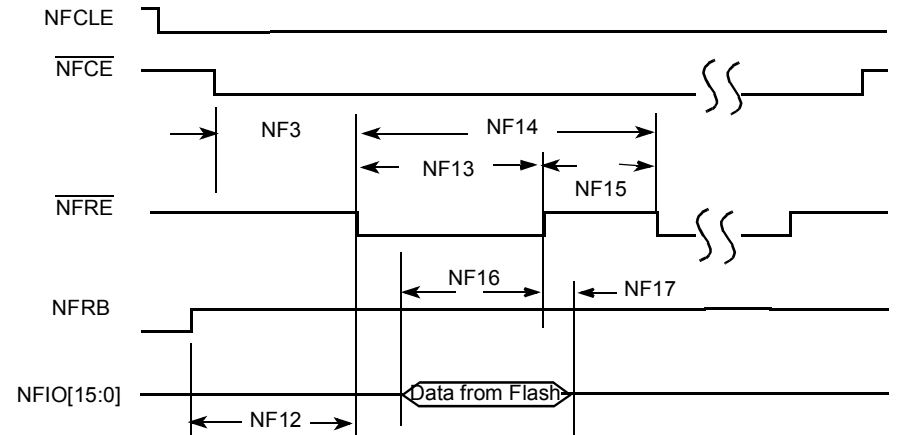 NFCLE
NFCE
NF3
NF14
NF13
NF15
NFRE
NF16
NF17
NFRB
NFIO[15:0]
Data from Flash
NF12